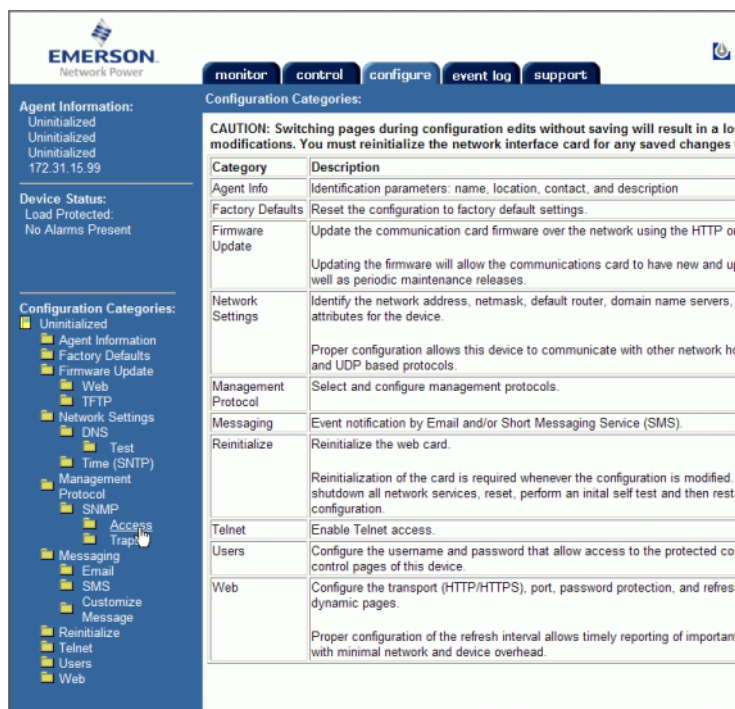 EMERSON
Network Power
monitor
control
configure
event log
support
Agent Information:
Uninitialized
Uninitialized
Uninitialized
172.31.15.99
Device Status:
Load Protected:
No Alarms Present
Configuration Categories:
Uninitialized
Agent Information
Factory Defaults
Firmware Update
Web
TFTP
Network Settings
DNS
Test
Time (SNTP)
Management
Protocol
SNMP
Access
Traps
Messaging
Email
SMS
Customize
Message
Reinitialize
Telnet
Users
Web
Configuration Categories:
CAUTION: Switching pages during configuration edits without saving will result in a
modifications. You must reinitialize the network interface card for any saved changes
Category Description
Agent Info Identification parameters: name, location, contact, and description
Factory Defaults Reset the configuration to factory default settings.
Firmware Update the communication card firmware over the network using the HTTP
Update
Updating the firmware will allow the communications card to have new and
well as periodic maintenance releases.
Network Identify the network address, netmask, default router, domain name servers,
Settings attributes for the device.
Proper configuration allows this device to communicate with other network
and UDP based protocols.
Management Select and configure management protocols.
Protocol
Messaging Event notification by Email and/or Short Messaging Service (SMS).
Reinitialize Reinitialize the web card.
Reinitialization of the card is required whenever the configuration is modified.
shutdown all network services, reset, perform an inital self test and then
configuration.
Telnet Enable Telnet access.
Users Configure the username and password that allow access to the protected
control pages of this device.
Web Configure the transport (HTTP/HTTPS), port, password protection, and
dynamic pages.
Proper configuration of the refresh interval allows timely reporting of
with minimal network and device overhead.